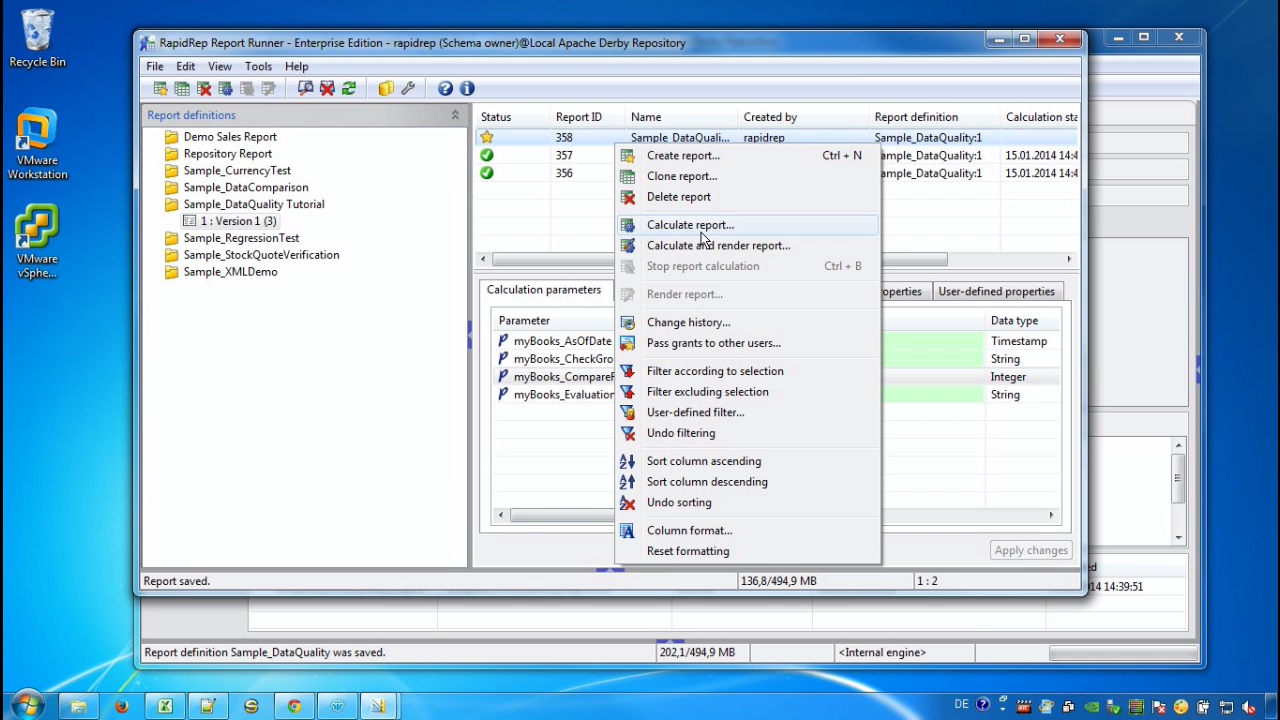 Recycle Bin
VMware
Workstation
VMware
vSphe...
RapidRep Report Runner - Enterprise Edition - rapidrep (Schema owner)@Local Apache Derby Repository
File Edit View Tools Help
Report definitions
Demo Sales Report
Repository Report
Sample_CurrencyTest
Sample_DataComparison
Sample_DataQuality Tutorial
1 : Version 1 (3)
Sample_RegressionTest
Sample_StockQuoteVerification
Sample_XMLDemo
Status Report ID Name Created by Report definition Calculation sta
358 Sample_DataQuali... rapidrep Sample_DataQuality:1
357 Sample_DataQuality:1 15.01.2014 14:4
356 Sample_DataQuality:1 15.01.2014 14:4
Create report... Ctrl + N
Clone report...
Delete report
Calculate report...
Calculate and render report...
Stop report calculation Ctrl + B
Render report...
Change history...
Pass grants to other users...
Filter according to selection
Filter excluding selection
User-defined filter...
Undo filtering
Sort column ascending
Sort column descending
Undo sorting
Column format...
Reset formatting
Calculation parameters operties User-defined properties
Parameter Data type
myBooks_AsOfDate Timestamp
myBooks_CheckGro String
myBooks_CompareR Integer
myBooks_Evaluation String
Apply changes
Report saved. 136,8/494,9 MB 1 : 2
ed
014 14:39:51
Report definition Sample_DataQuality was saved. 202,1/494,9 MB <Internal engine>
DE